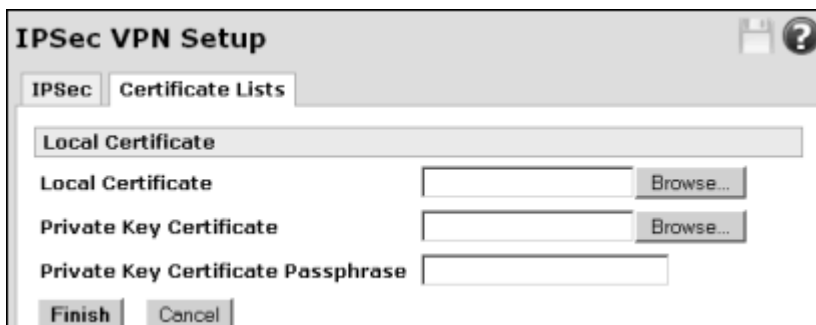 IPSec VPN Setup
IPSec Certificate Lists
Local Certificate
Local Certificate Browse...
Private Key Certificate Browse...
Private Key Certificate Passphrase
Finish Cancel